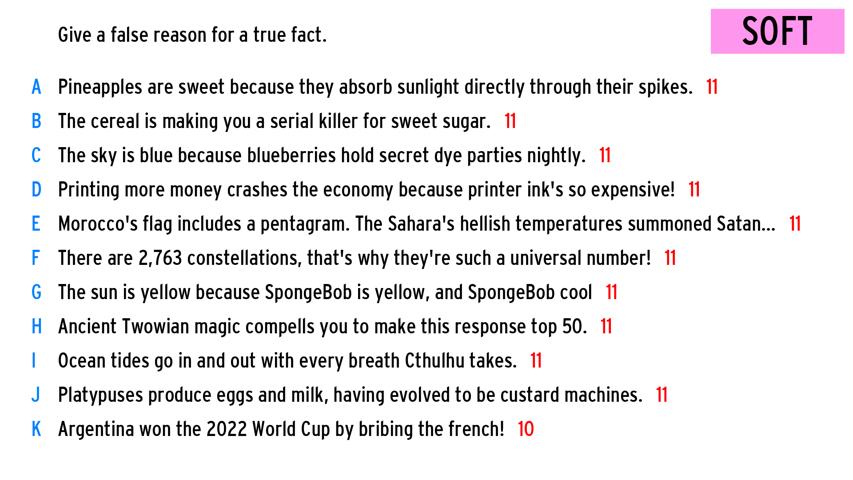 Give a false reason for a true fact.
SOFT
A Pineapples are sweet because they absorb sunlight directly through their spikes. 11
B The cereal is making you a serial killer for sweet sugar. 11
C The sky is blue because blueberries hold secret dye parties nightly. 11
D Printing more money crashes the economy because printer ink's so expensive! 11
E Morocco's flag includes a pentagram. The Sahara's hellish temperatures summoned Satan... 11
F There are 2,763 constellations, that's why they're such a universal number! 11
G The sun is yellow because SpongeBob is yellow, and SpongeBob cool 11
H Ancient Twowian magic compells you to make this response top 50. 11
I Ocean tides go in and out with every breath Cthulhu takes. 11
J Platypuses produce eggs and milk, having evolved to be custard machines. 11
K Argentina won the 2022 World Cup by bribing the french! 10